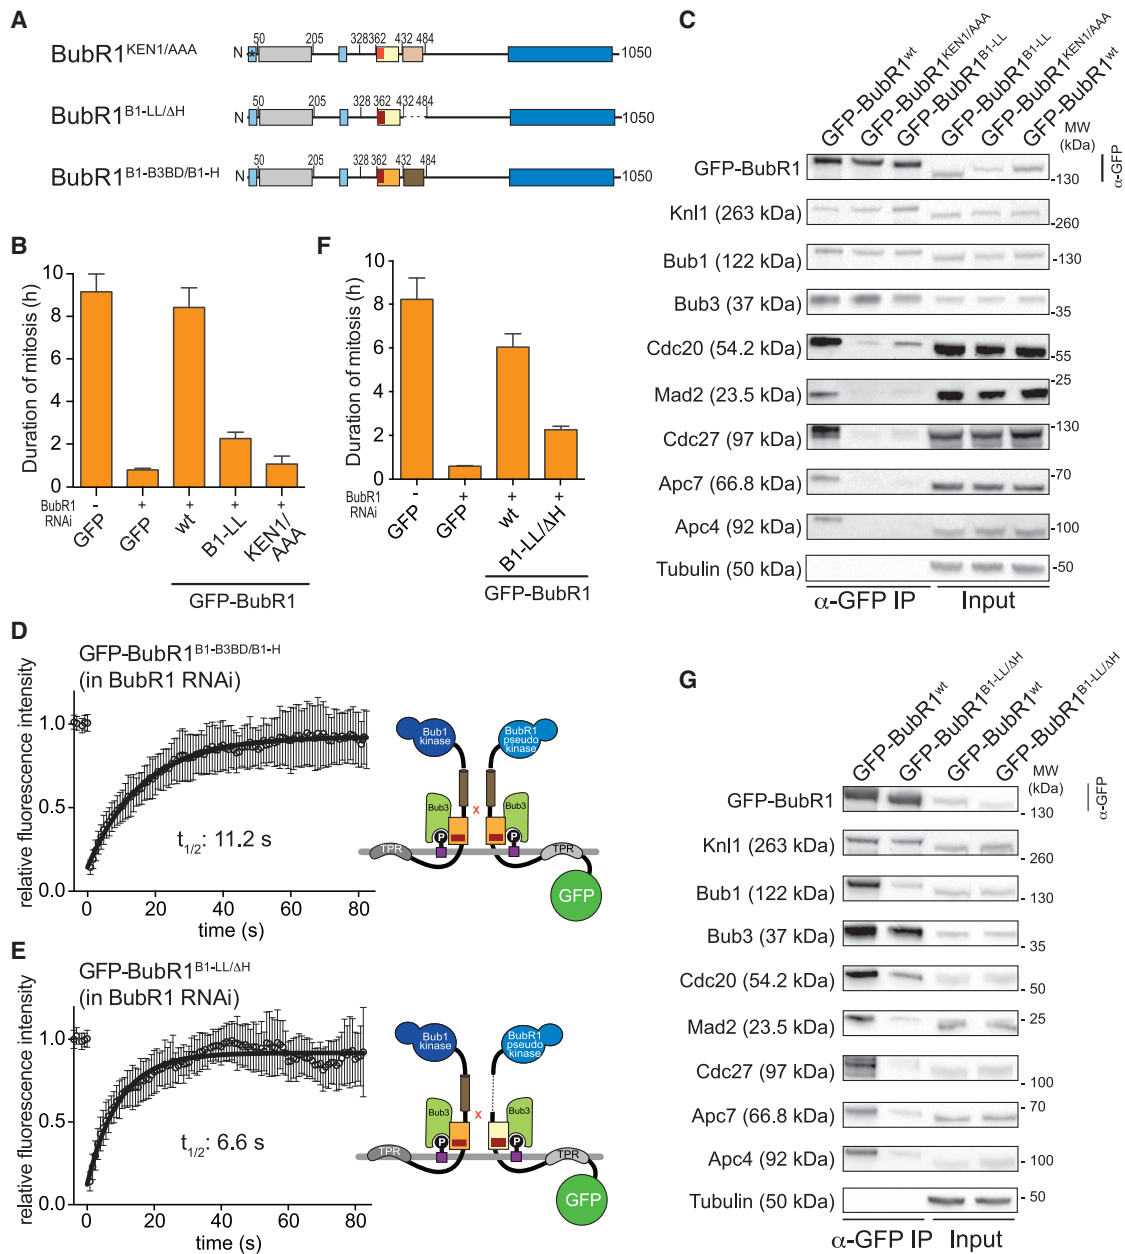 A
BubR1KEN1/AAA
N * 50 205 328 362 432 484 1050
BubR1B1-LL/ΔH
N 50 205 328 362 432 484 1050
BubR1B1-B3BD/B1-H
N 50 205 328 362 432 484 1050
B
Duration of mitosis (h)
10
8
6
4
2
0
BubR1 RNAi - + + + +
GFP GFP wt B1-LL KEN1/AAA
GFP-BubR1
F
Duration of mitosis (h)
10
8
6
4
2
0
BubR1 RNAi - + + +
GFP GFP wt B1-LL/ΔH
GFP-BubR1
C
GFP-BubR1wt
GFP-BubR1KEN1/AAA
GFP-BubR1B1-LL
GFP-BubR1B1-LL
GFP-BubR1KEN1/AAA
GFP-BubR1wt
MW (kDa)
GFP-BubR1 -130 α-GFP
Knl1 (263 kDa) -260
Bub1 (122 kDa) -130
Bub3 (37 kDa) -35
Cdc20 (54.2 kDa) -55
Mad2 (23.5 kDa) -25
Cdc27 (97 kDa) -130
Apc7 (66.8 kDa) -70
Apc4 (92 kDa) -100
Tubulin (50 kDa) -50
α-GFP IP Input
D
GFP-BubR1B1-B3BD/B1-H
(in BubR1 RNAi)
relative fluorescence intensity
1.0
0.5
0.0
t1/2: 11.2 s
0 20 40 60 80
time (s)
Bub1 kinase
BubR1 pseudo kinase
Bub3 x Bub3
P P
TPR TPR
GFP
E
GFP-BubR1B1-LL/ΔH
(in BubR1 RNAi)
relative fluorescence intensity
1.0
0.5
0.0
t1/2: 6.6 s
0 20 40 60 80
time (s)
Bub1 kinase
BubR1 pseudo kinase
Bub3 x Bub3
P P
TPR TPR
GFP
G
GFP-BubR1wt
GFP-BubR1B1-LL/ΔH
GFP-BubR1wt
GFP-BubR1B1-LL/ΔH
MW (kDa)
GFP-BubR1 - 130 α-GFP
Knl1 (263 kDa) - 260
Bub1 (122 kDa) - 130
Bub3 (37 kDa) - 35
Cdc20 (54.2 kDa) - 50
Mad2 (23.5 kDa) - 25
Cdc27 (97 kDa) - 100
Apc7 (66.8 kDa) - 70
Apc4 (92 kDa) - 100
Tubulin (50 kDa) - 50
α-GFP IP Input